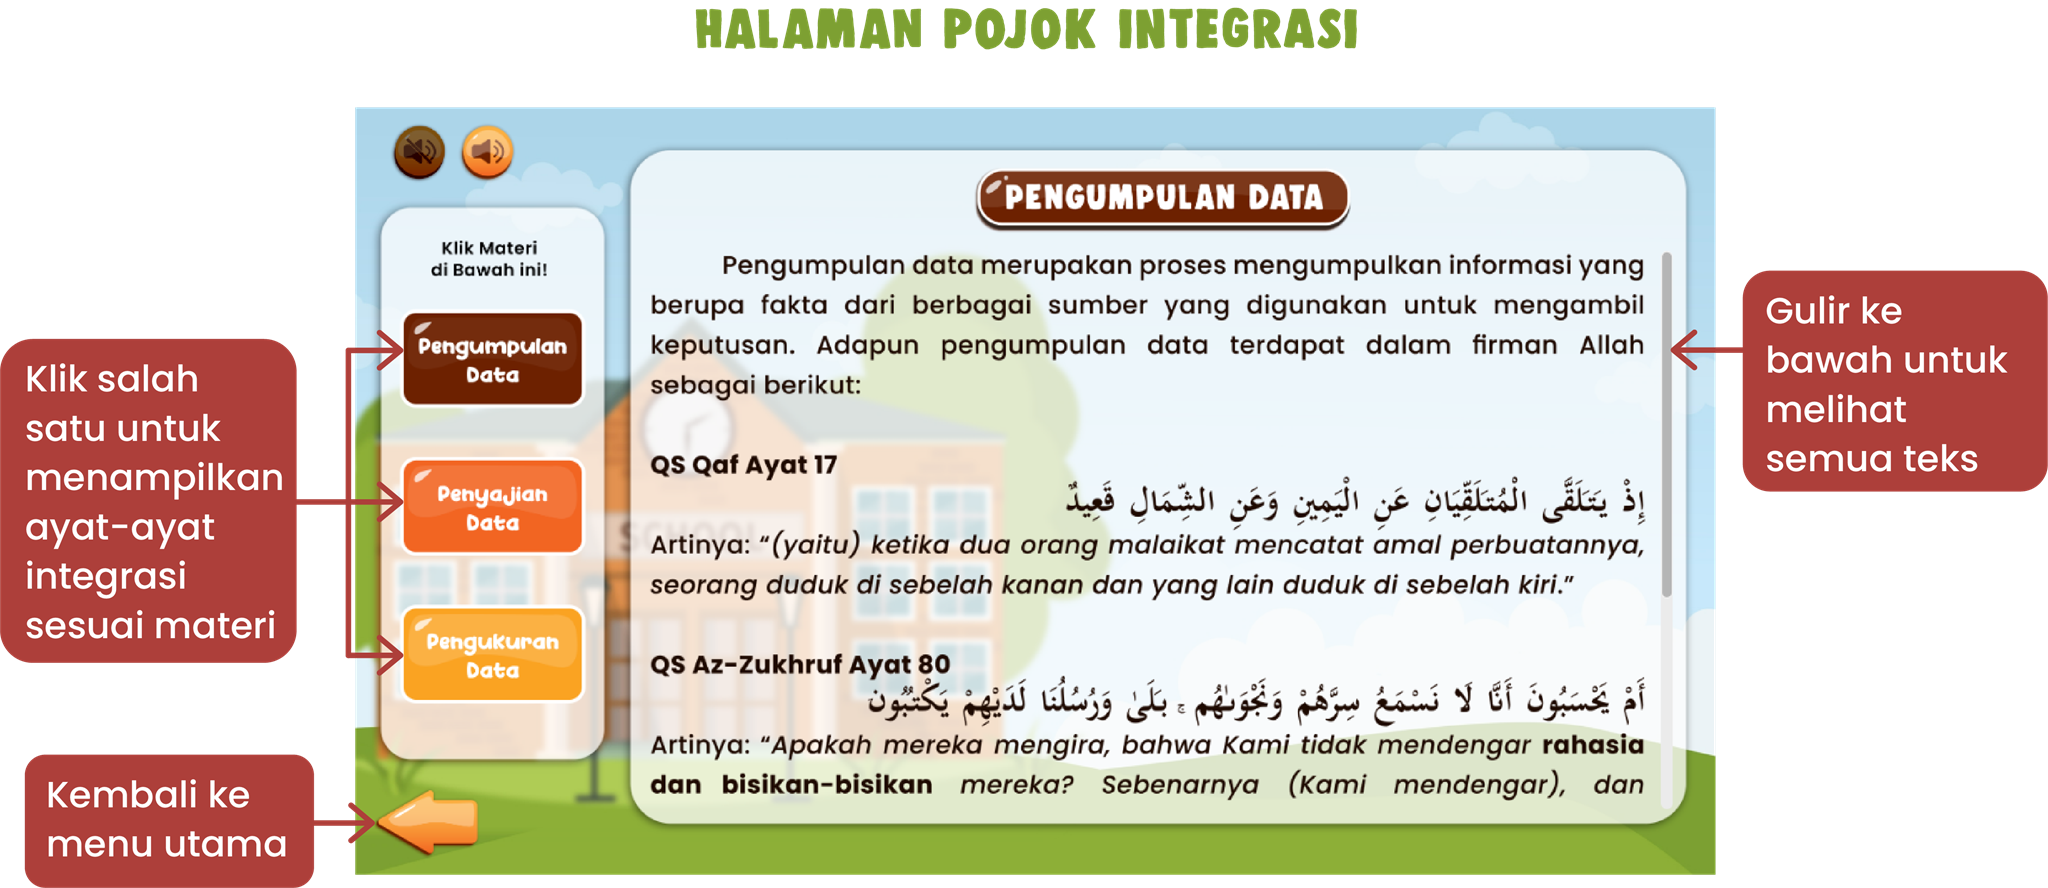 HALAMAN POJOK INTEGRASI
Klik Materi
di Bawah ini!
Pengumpulan
Data
Penyajian
Data
Pengukuran
Data
PENGUMPULAN DATA
Pengumpulan data merupakan proses mengumpulkan informasi yang
berupa fakta dari berbagai sumber yang digunakan untuk mengambil
keputusan. Adapun pengumpulan data terdapat dalam firman Allah
sebagai berikut:
QS Qaf Ayat 17
إِذْ يَتَلَقَّى الْمُتَلَقِّيَانِ عَنِ الْيَمِينِ وَعَنِ الشِّمَالِ قَعِيدٌ
Artinya: “(yaitu) ketika dua orang malaikat mencatat amal perbuatannya,
seorang duduk di sebelah kanan dan yang lain duduk di sebelah kiri.”
QS Az-Zukhruf Ayat 80
أَمْ يَحْسَبُونَ أَنَّا لَا نَسْمَعُ سِرَّهُمْ وَنَجْوَىٰهُم ۚ بَلَىٰ وَرُسُلُنَا لَدَيْهِمْ يَكْتُبُون
Artinya: “Apakah mereka mengira, bahwa Kami tidak mendengar rahasia
dan bisikan-bisikan mereka? Sebenarnya (Kami mendengar), dan
SCHOOL
Klik salah
satu untuk
menampilkan
ayat-ayat
integrasi
sesuai materi
Kembali ke
menu utama
Gulir ke
bawah untuk
melihat
semua teks